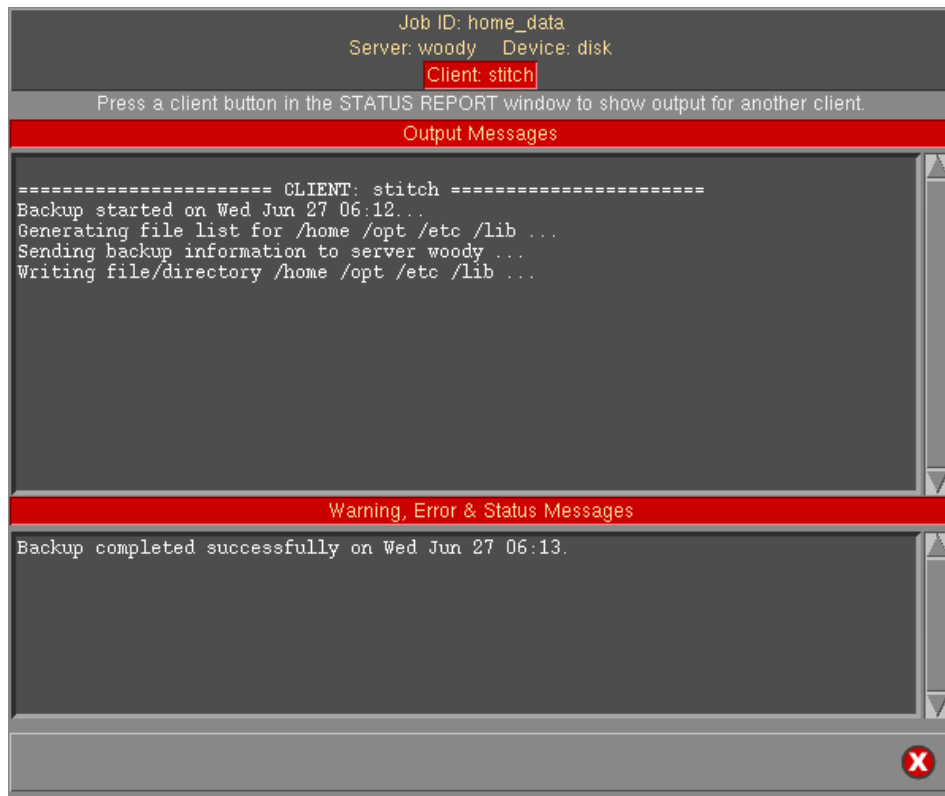 Job ID: home_data
Server: woody Device: disk
Client: stitch
Press a client button in the STATUS REPORT window to show output for another client.
Output Messages
======================= CLIENT: stitch =======================
Backup started on Wed Jun 27 06:12...
Generating file list for /home /opt /etc /lib ...
Sending backup information to server woody ...
Writing file/directory /home /opt /etc /lib ...
Warning, Error & Status Messages
Backup completed successfully on Wed Jun 27 06:13.